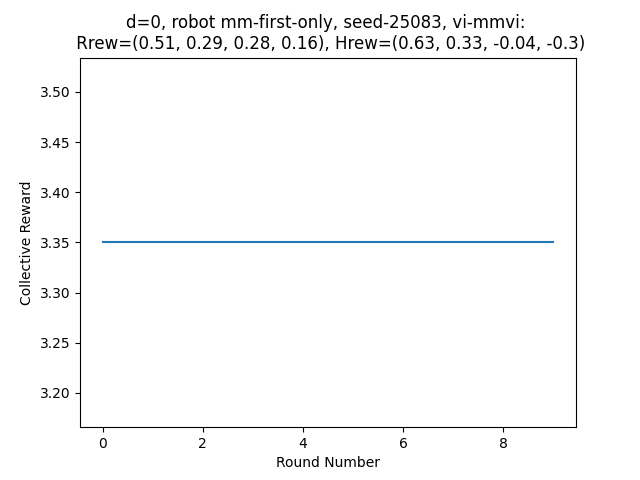 d=0, robot mm-first-only, seed-25083, vi-mmvi:
Rrew=(0.51, 0.29, 0.28, 0.16), Hrew=(0.63, 0.33, -0.04, -0.3)
3.50
3.45
3.40
3.35
3.30
3.25
3.20
Collective Reward
0 2 4 6 8
Round Number